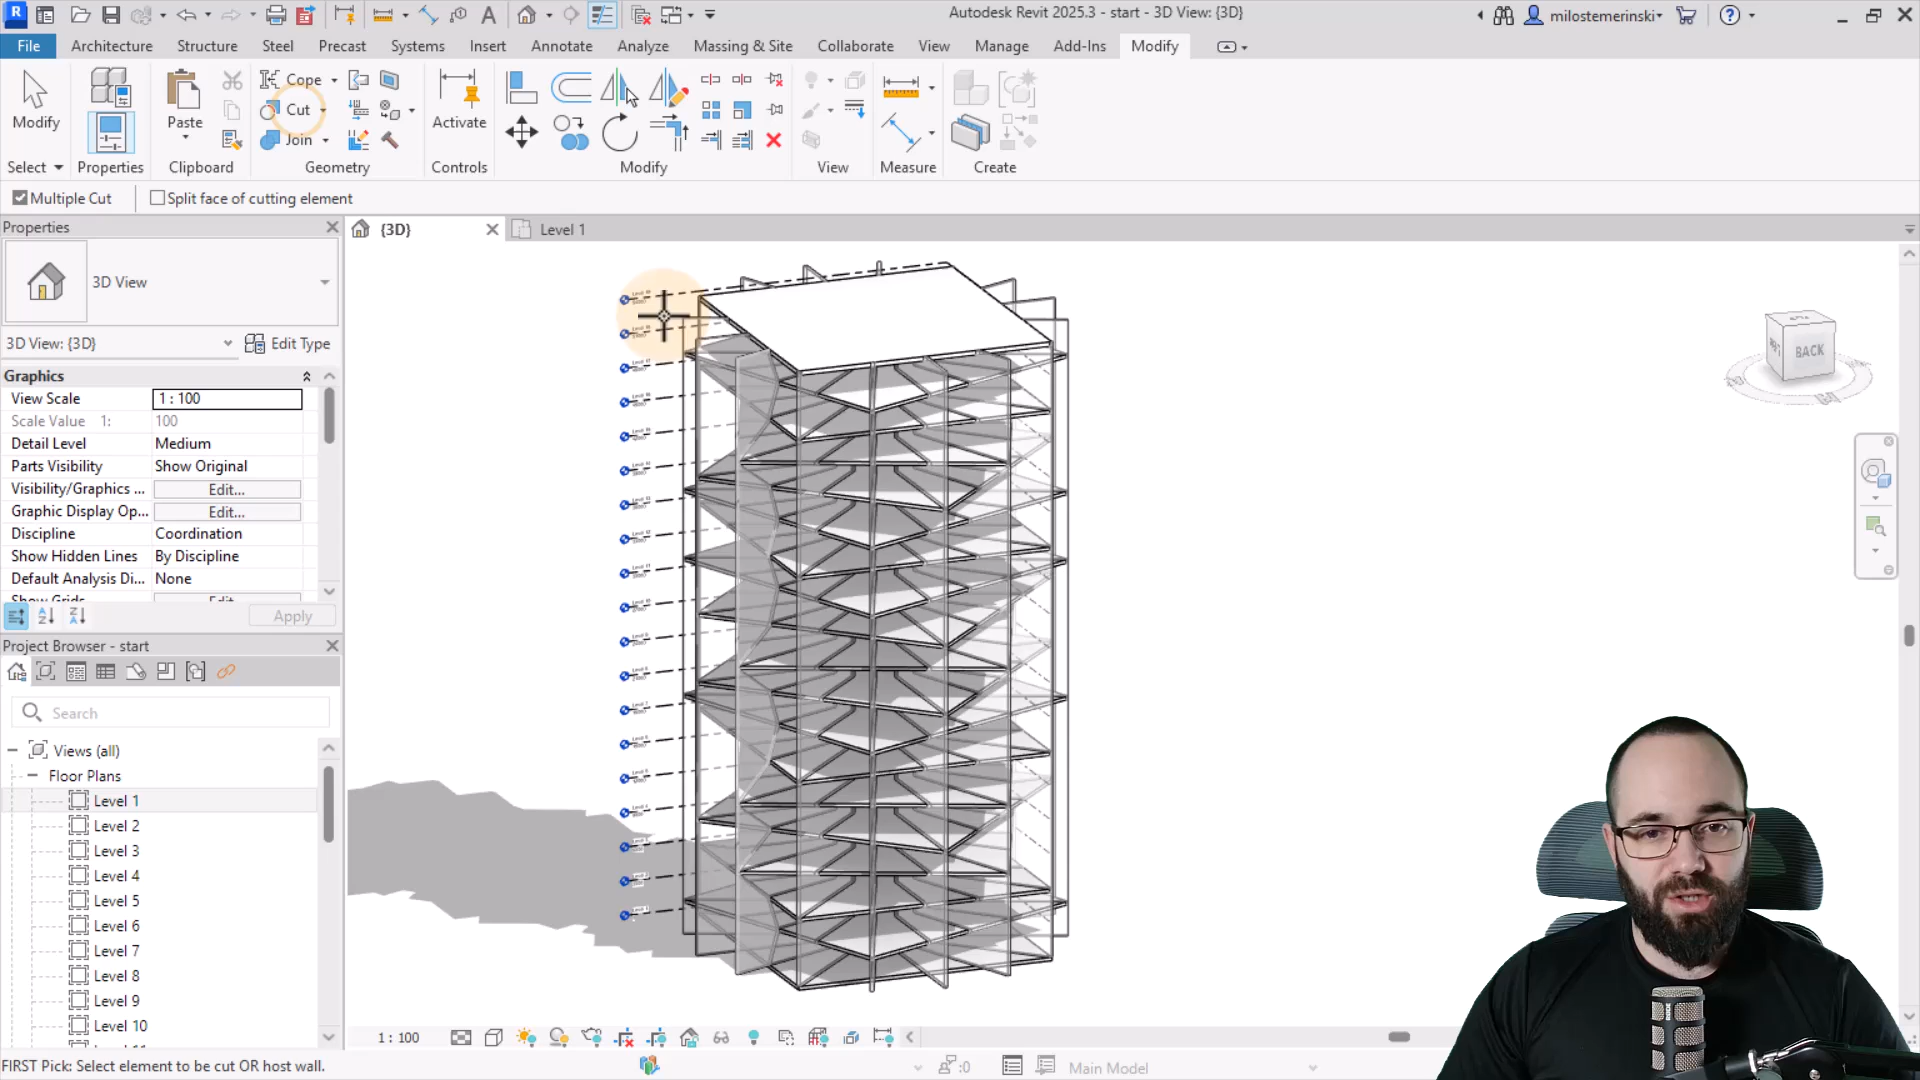 Autodesk Revit 2025.3 - start - 3D View: {3D}
milostemerinski
File Architecture Structure Steel Precast Systems Insert Annotate Analyze Massing & Site Collaborate View Manage Add-Ins Modify
Modify
Paste
Cope
Cut
Join
Activate
Select Properties Clipboard Geometry Controls Modify View Measure Create
Multiple Cut Split face of cutting element
Properties
{3D} Level 1
3D View
3D View: {3D} Edit Type
Graphics
View Scale 1 : 100
Scale Value 1: 100
Detail Level Medium
Parts Visibility Show Original
Visibility/Graphics ... Edit...
Graphic Display Op... Edit...
Discipline Coordination
Show Hidden Lines By Discipline
Default Analysis Di... None
Show Grids Edit
Apply
BACK
Project Browser - start
Search
Views (all)
Floor Plans
Level 1
Level 2
Level 3
Level 4
Level 5
Level 6
Level 7
Level 8
Level 9
Level 10
1 : 100
FIRST Pick: Select element to be cut OR host wall.
:0
Main Model